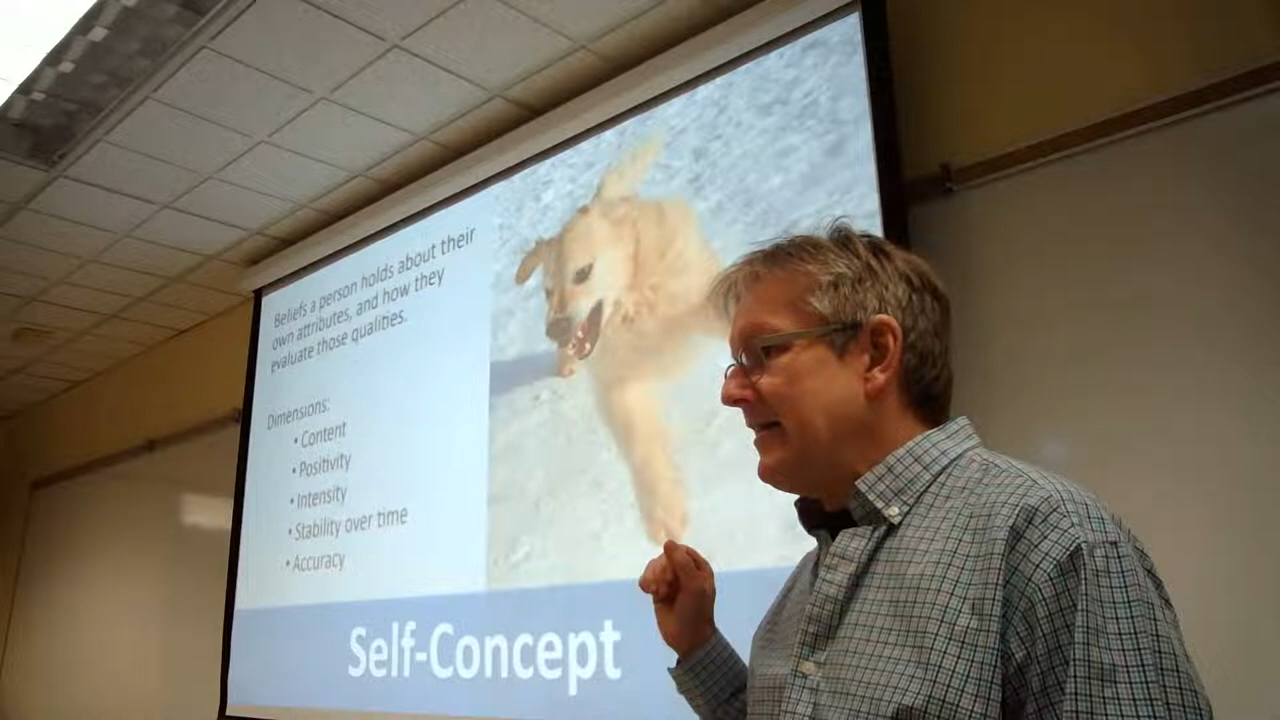 Beliefs a person holds about their
own attributes, and how they
evaluate those qualities.
Dimensions:
• Content
• Positivity
• Intensity
• Stability over time
• Accuracy
Self-Concept